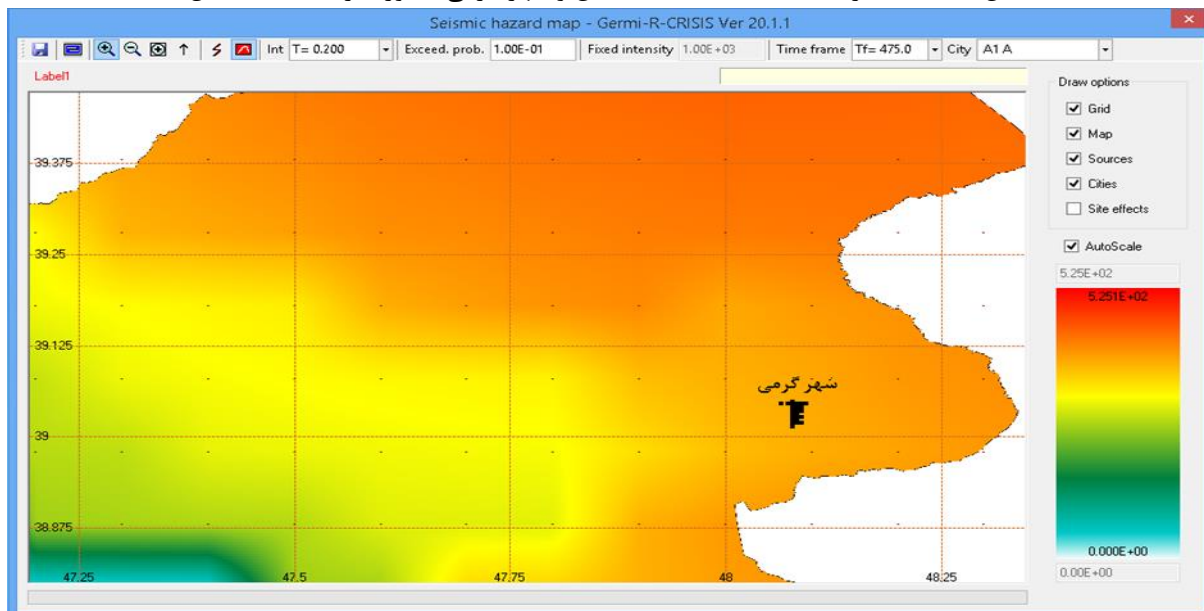 Seismic hazard map - Germi-R-CRISIS Ver 20.1.1
Int T= 0.200 Exceed. prob. 1.00E-01 Fixed intensity 1.00E+03 Time frame Tf= 475.0 City A1 A
Label1
Draw options
Grid
Map
Sources
Cities
Site effects
AutoScale
5.25E+02
5.251E+02
0.000E+00
0.00E+00
39.375
39.25
39.125
شهر گرمی
39
38.875
47.25 47.5 47.75 48 48.25